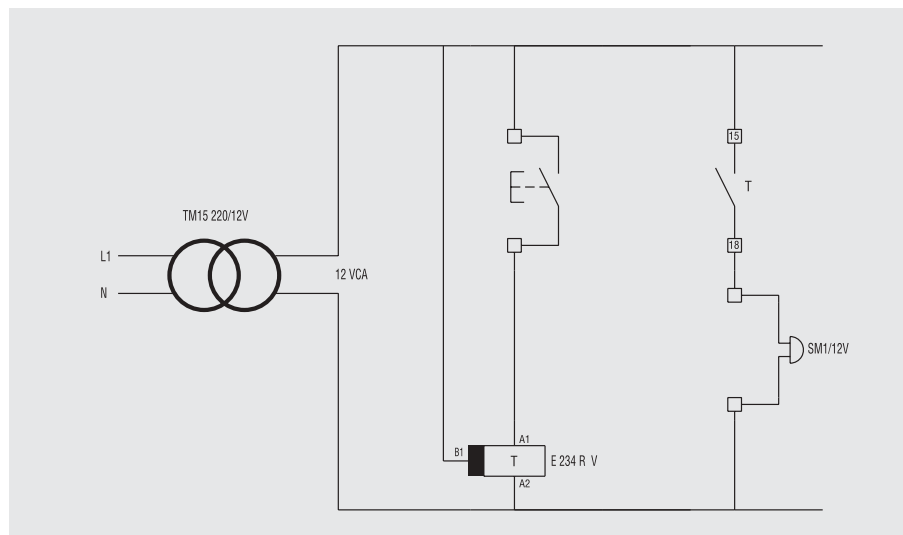 15
T
18
TM15 220/12V
L1
12 VCA
N
SM1/12V
A1
B1
T
E 234 R V
A2